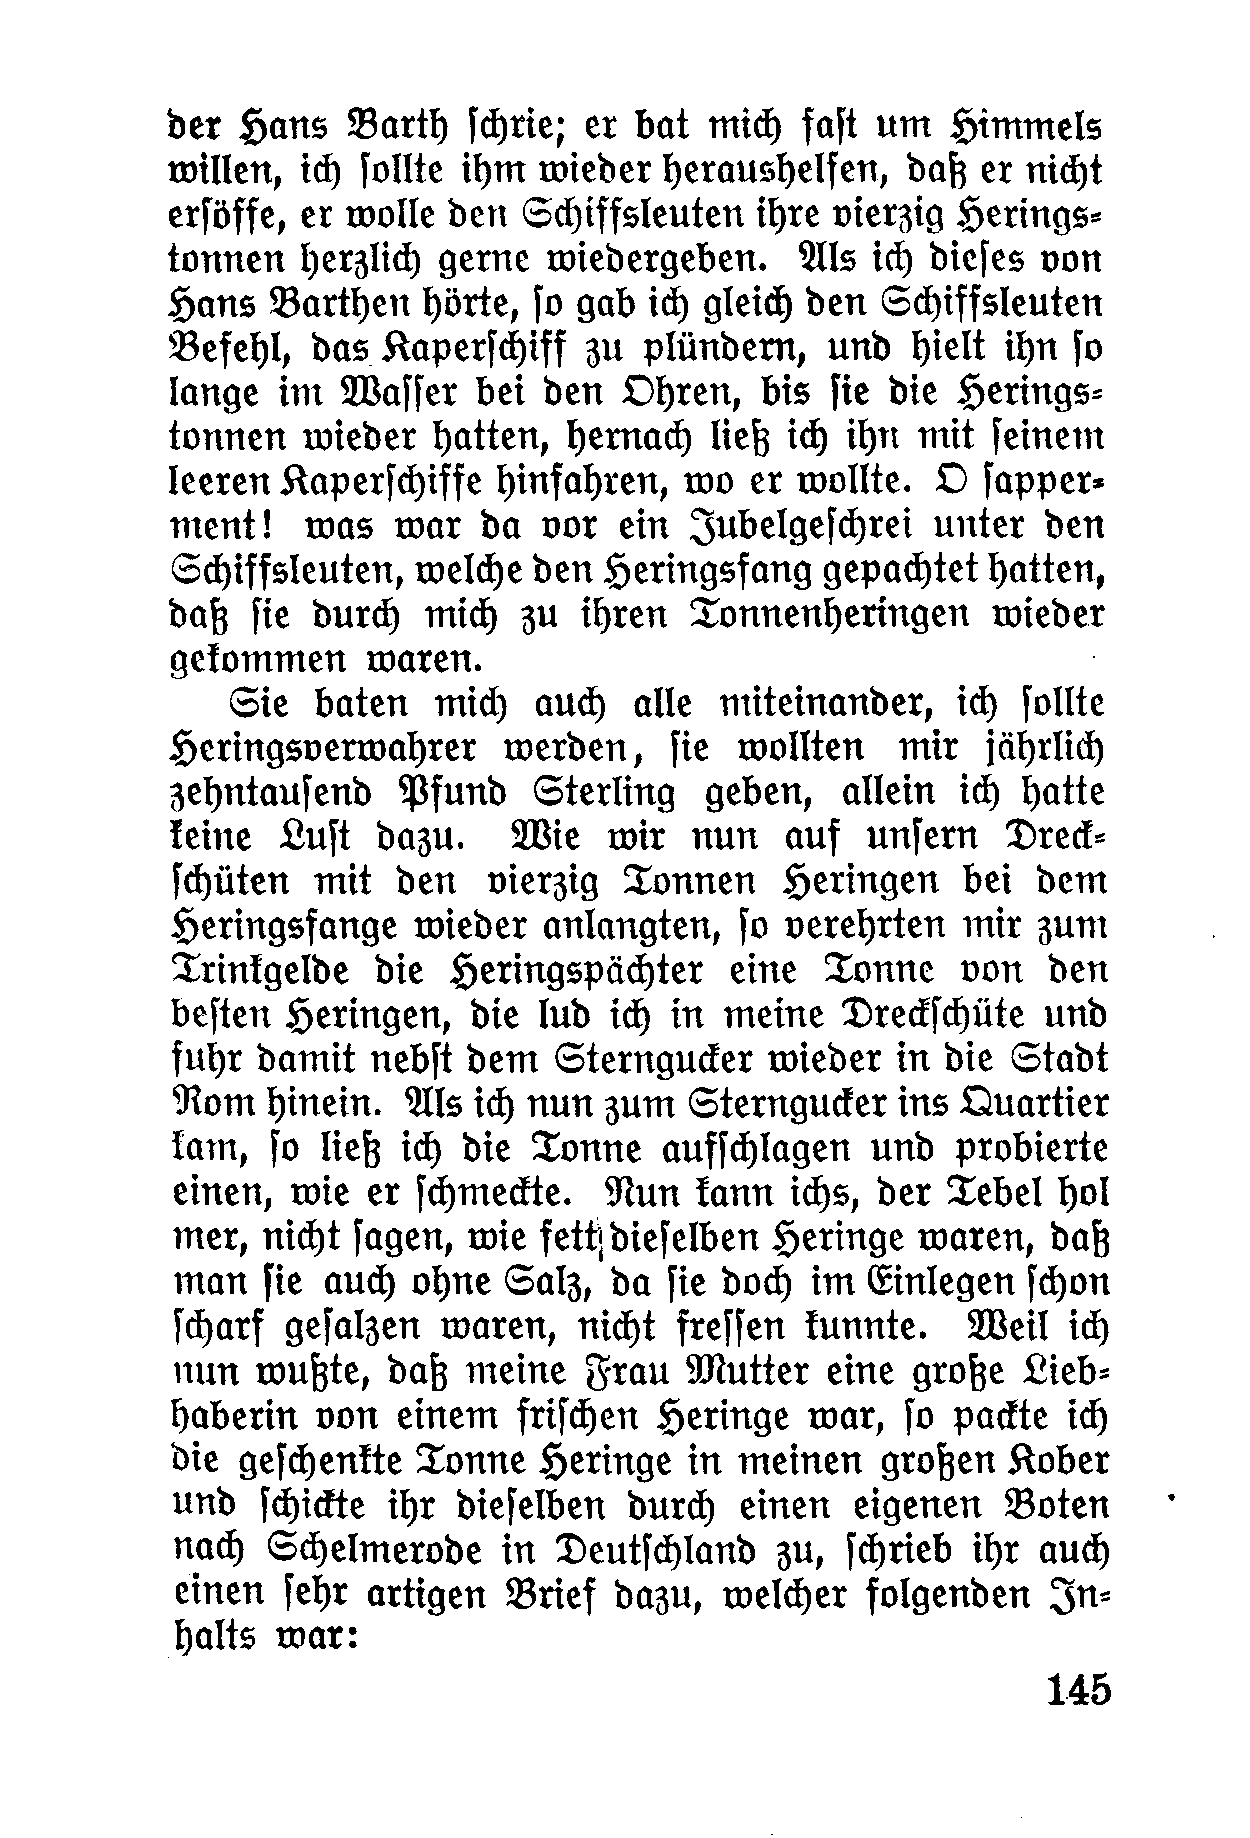 der Hans Barth schrie; er bat mich fast um Himmels
willen, ich sollte ihm wieder heraushelfen, daß er nicht
ersöffe, er wolle den Schiffsleuten ihre vierzig Herings-
tonnen herzlich gerne wiedergeben. Als ich dieses von
Hans Barthen hörte, so gab ich gleich den Schiffsleuten
Befehl, das Kaperschiff zu plündern, und hielt ihn so
lange im Wasser bei den Ohren, bis sie die Herings-
tonnen wieder hatten, hernach ließ ich ihn mit seinem
leeren Kaperschiffe hinfahren, wo er wollte. O sapper-
ment! was war da vor ein Jubelgeschrei unter den
Schiffsleuten, welche den Heringsfang gepachtet hatten,
daß sie durch mich zu ihren Tonnenheringen wieder
gekommen waren.
Sie baten mich auch alle miteinander, ich sollte
Heringsverwahrer werden, sie wollten mir jährlich
zehntausend Pfund Sterling geben, allein ich hatte
keine Lust dazu. Wie wir nun auf unsern Dreck-
schüten mit den vierzig Tonnen Heringen bei dem
Heringsfange wieder anlangten, so verehrten mir zum
Trinkgelde die Heringspächter eine Tonne von den
besten Heringen, die lud ich in meine Dreckschüte und
fuhr damit nebst dem Sterngucker wieder in die Stadt
Rom hinein. Als ich nun zum Sterngucker ins Quartier
kam, so ließ ich die Tonne aufschlagen und probierte
einen, wie er schmeckte. Nun kann ichs, der Tebel hol
mer, nicht sagen, wie fett dieselben Heringe waren, daß
man sie auch ohne Salz, da sie doch im Einlegen schon
scharf gesalzen waren, nicht fressen kunnte. Weil ich
nun wußte, daß meine Frau Mutter eine große Lieb-
haberin von einem frischen Heringe war, so packte ich
die geschenkte Tonne Heringe in meinen großen Kober
und schickte ihr dieselben durch einen eigenen Boten
nach Schelmerode in Deutschland zu, schrieb ihr auch
einen sehr artigen Brief dazu, welcher folgenden In-
halts war:
145